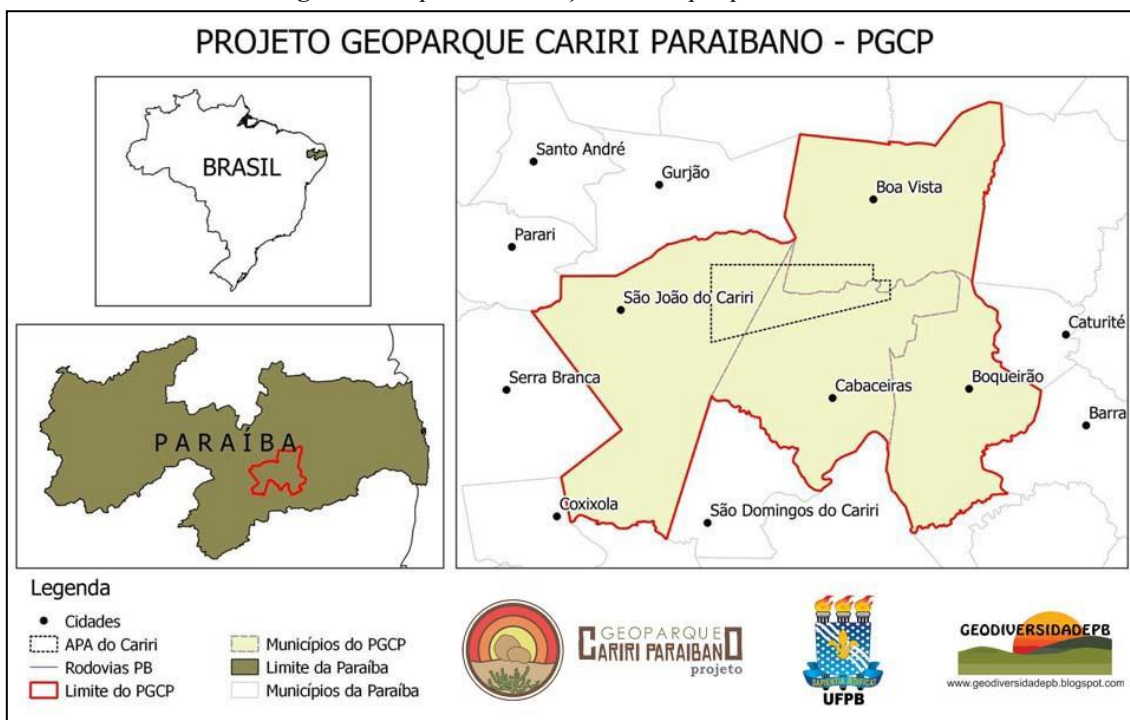 PROJETO GEOPARQUE CARIRI PARAIBANO - PGCP
BRASIL
PARAÍBA
Santo André
Gurjão
Boa Vista
Parari
São João do Cariri
Caturité
Serra Branca
Cabaceiras
Boqueirão
Barra
Coxixola
São Domingos do Cariri
Legenda
Cidades
APA do Cariri
Rodovias PB
Limite do PGCP
Municípios do PGCP
Limite da Paraíba
Municípios da Paraíba
GEOPARQUE
CARIRI PARAIBANO
projeto
SAPIENTIA AEDIFICAT
UFPB
GEODIVERSIDADEPB
www.geodiversidadepb.blogspot.com